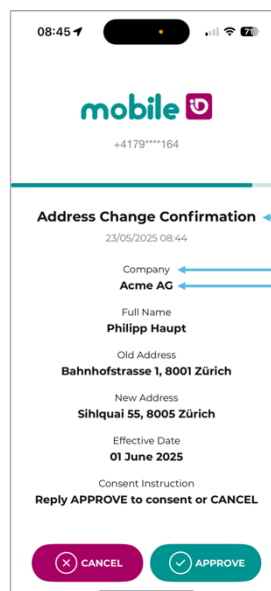 08:45
71
mobile ID
+4179****164
Address Change Confirmation
23/05/2025 08:44
Company
Acme AG
Full Name
Philipp Haupt
Old Address
Bahnhofstrasse 1, 8001 Zürich
New Address
Sihlquai 55, 8005 Zürich
Effective Date
01 June 2025
Consent Instruction
Reply APPROVE to consent or CANCEL
CANCEL
APPROVE